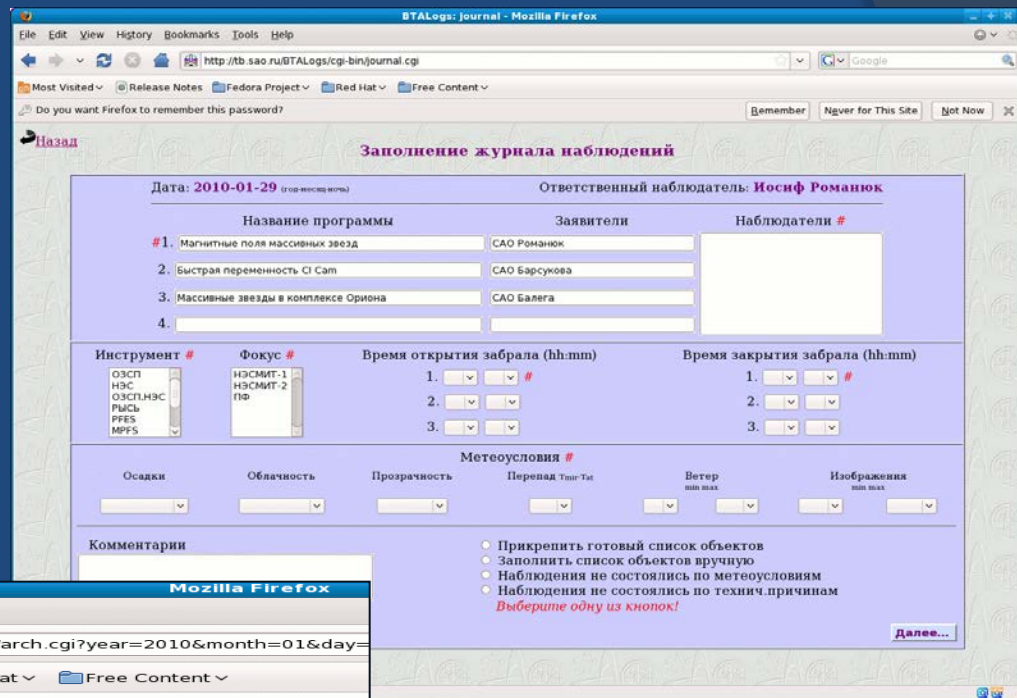 BTALogs: journal - Mozilla Firefox
File Edit View History Bookmarks Tools Help
http://tb.sao.ru/BTALogs/cgi-bin/journal.cgi
Google
Most Visited Release Notes Fedora Project Red Hat Free Content
Do you want Firefox to remember this password? Remember Never for This Site Not Now
Назад
Заполнение журнала наблюдений
Дата: 2010-01-29 (год-месяц-ночь) Ответственный наблюдатель: Иосиф Романюк
Название программы Заявители Наблюдатели #
#1. Магнитные поля массивных звезд САО Романюк
2. Быстрая переменность CI Cam САО Барсукова
3. Массивные звезды в комплексе Ориона САО Балега
4.
Инструмент # Фокус # Время открытия забрала (hh:mm) Время закрытия забрала (hh:mm)
ОЗСП НЭСМИТ-1 1. # 1. #
НЭС НЭСМИТ-2
ОЗСП.НЭС ПФ 2. 2.
РЫСЬ
PFES 3. 3.
MPFS
Метеоусловия #
Осадки Облачность Прозрачность Перепад Tmir-Tat Ветер Изображения
min max min max
Комментарии
Прикрепить готовый список объектов
Заполнить список объектов вручную
Наблюдения не состоялись по метеоусловиям
Наблюдения не состоялись по технич.причинам
Выберите одну из кнопок!
Далее...
Mozilla Firefox
arch.cgi?year=2010&month=01&day=
at Free Content